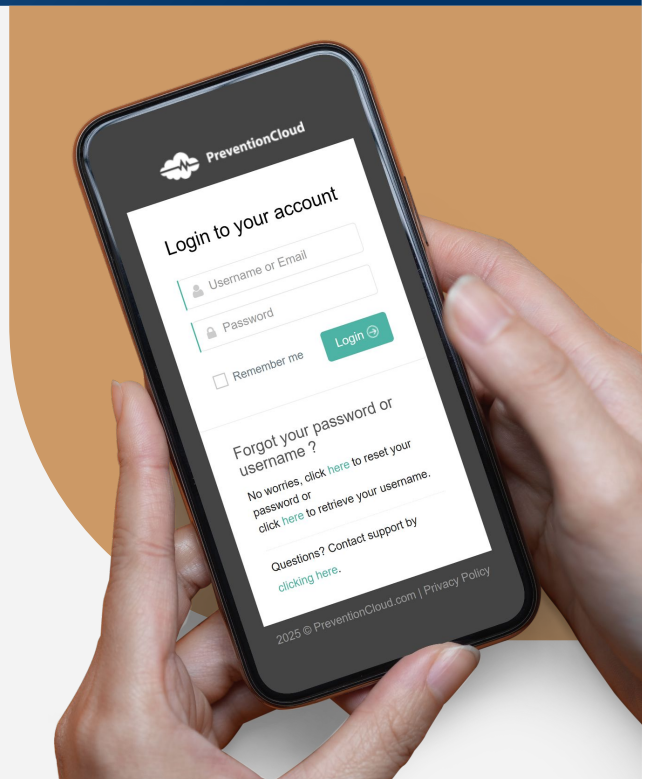 PreventionCloud
Login to your account
Username or Email
Password
Remember me
Login
Forgot your password or
username ?
No worries, click here to reset your
password or
click here to retrieve your username.
Questions? Contact support by
clicking here.
2025 © PreventionCloud.com | Privacy Policy